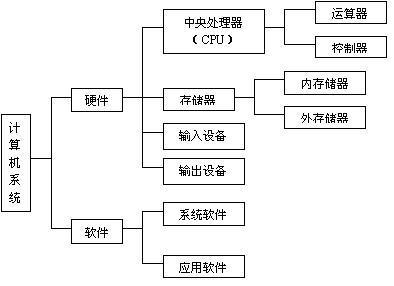 计算机系统
硬件
中央处理器
（CPU）
运算器
控制器
存储器
内存储器
外存储器
输入设备
输出设备
软件
系统软件
应用软件